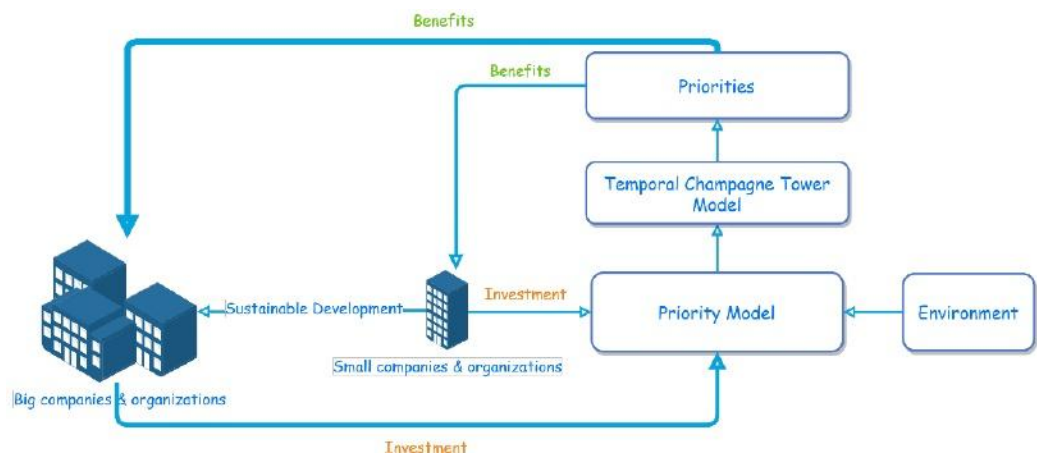 Benefits
Benefits
Priorities
Temporal Champagne Tower
Model
Investment
Sustainable Development
Priority Model
Environment
Small companies & organizations
Big companies & organizations
Investment